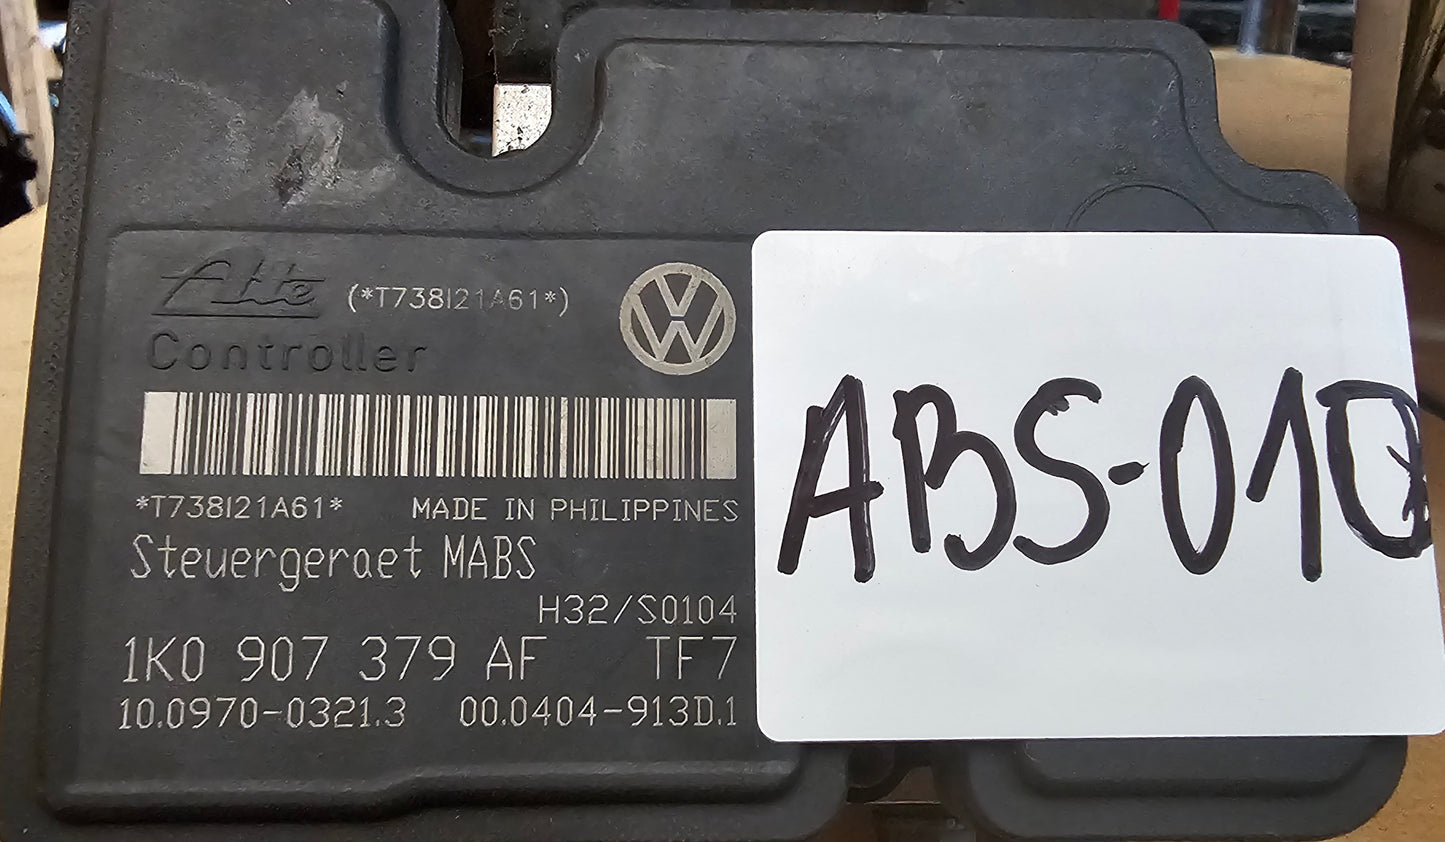 Ate (*T738I21A61*)
Controller
*T738I21A61* MADE IN PHILIPPINES
Steuergeraet MABS
H32/S0104
1K0 907 379 AF TF7
10.0970-0321.3 00.0404-913D.1
ABS-010